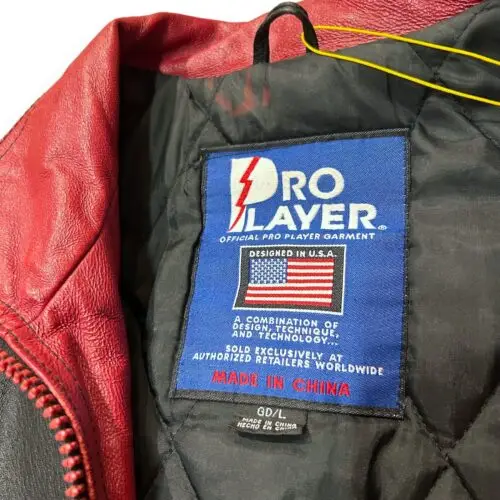 PRO
PLAYER®
OFFICIAL PRO PLAYER GARMENT
DESIGNED IN U.S.A.
A COMBINATION OF
DESIGN, TECHNIQUE,
AND TECHNOLOGY...
SOLD EXCLUSIVELY AT
AUTHORIZED RETAILERS WORLDWIDE
MADE IN CHINA
GD/L
MADE IN CHINA
HECHO EN CHINA